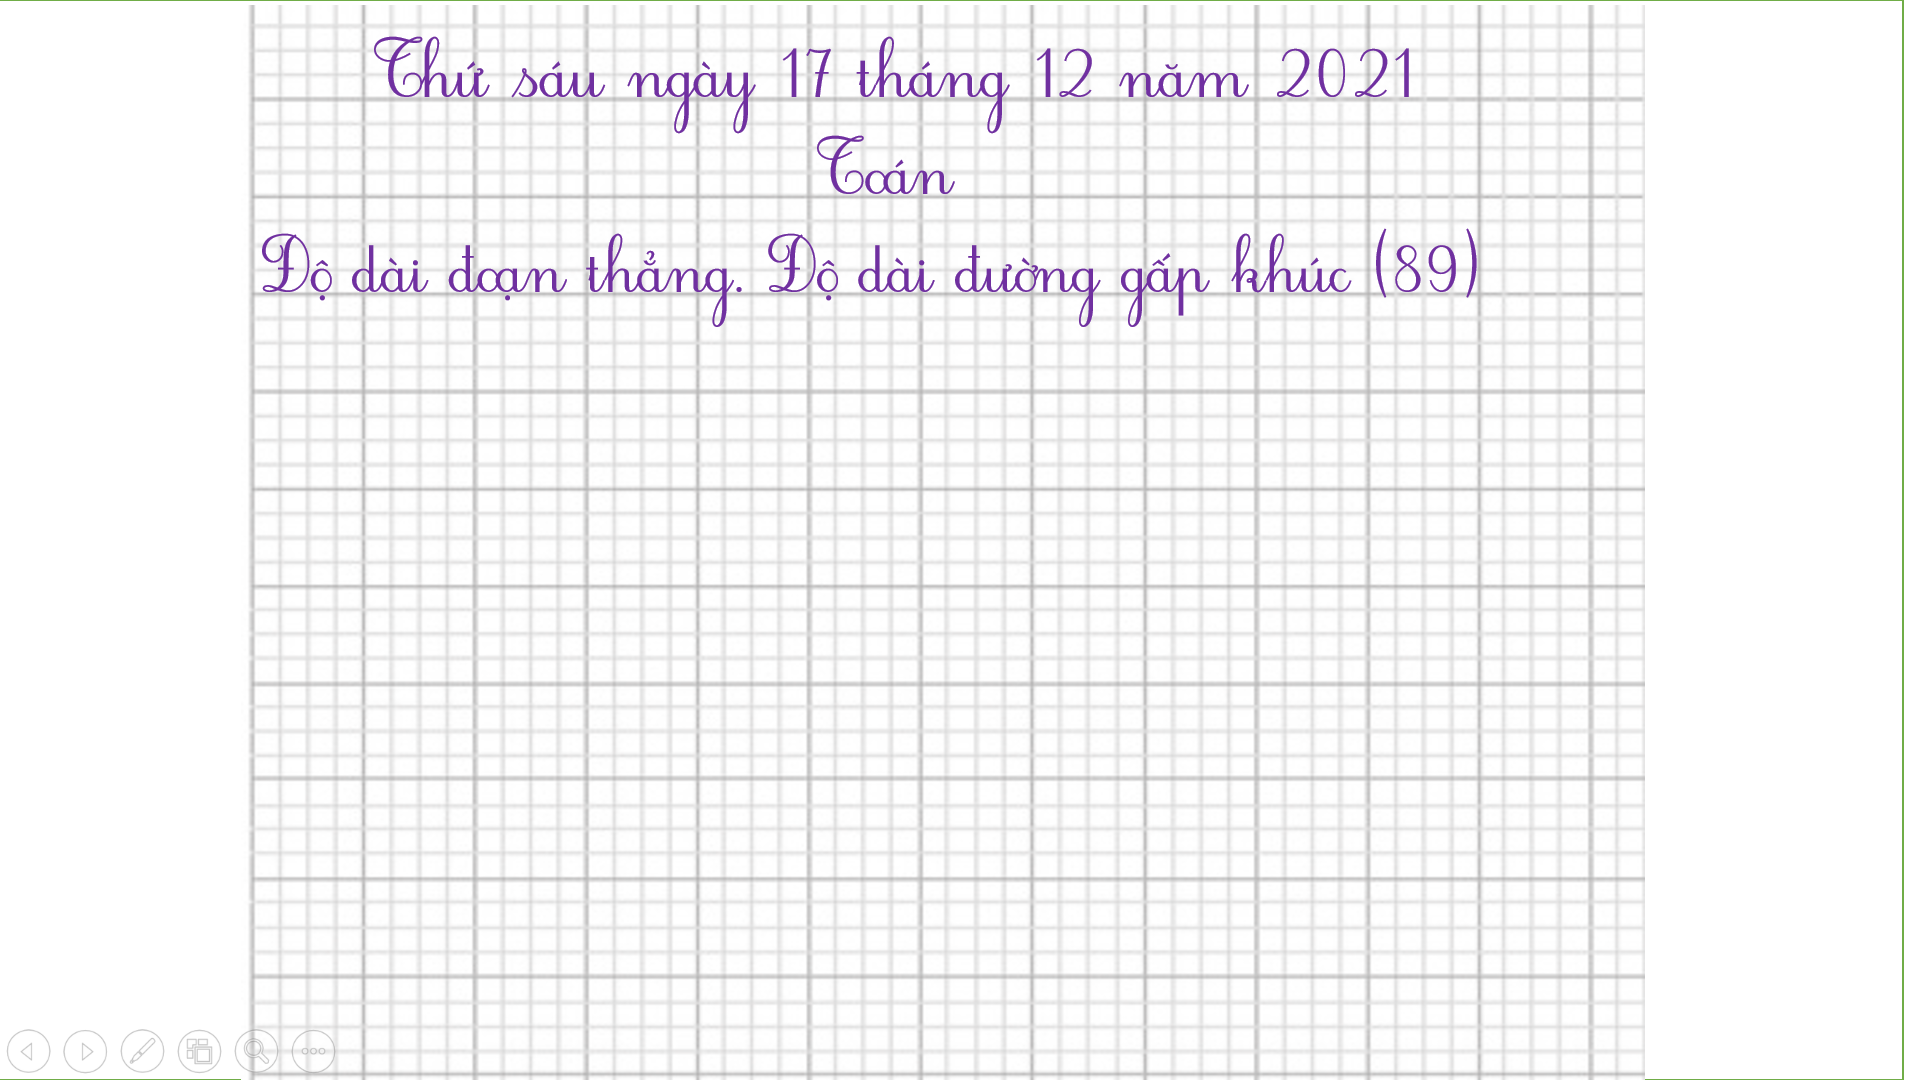 Thứ sáu ngày 17 tháng 12 năm 2021
Toán
Độ dài đoạn thẳng. Độ dài đường gấp khúc (89)